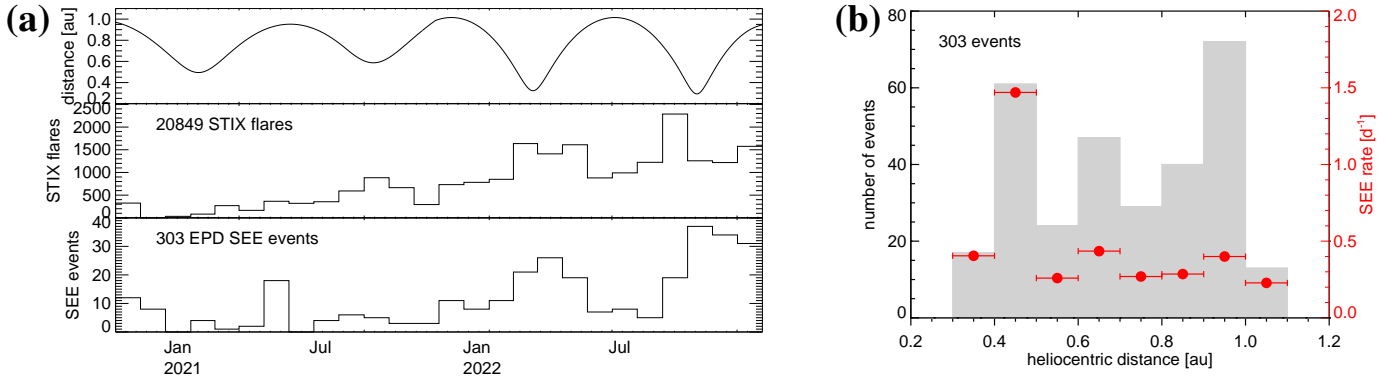 (a)
distance [au]
1.0
0.8
0.6
0.4
0.2
STIX flares
2500
2000
1500
1000
500
0
20849 STIX flares
SEE events
40
30
20
10
0
303 EPD SEE events
Jan Jul Jan Jul
2021 2022
(b)
303 events
number of events
80
60
40
20
0
SEE rate [d⁻¹]
2.0
1.5
1.0
0.5
0.0
0.2 0.4 0.6 0.8 1.0 1.2
heliocentric distance [au]